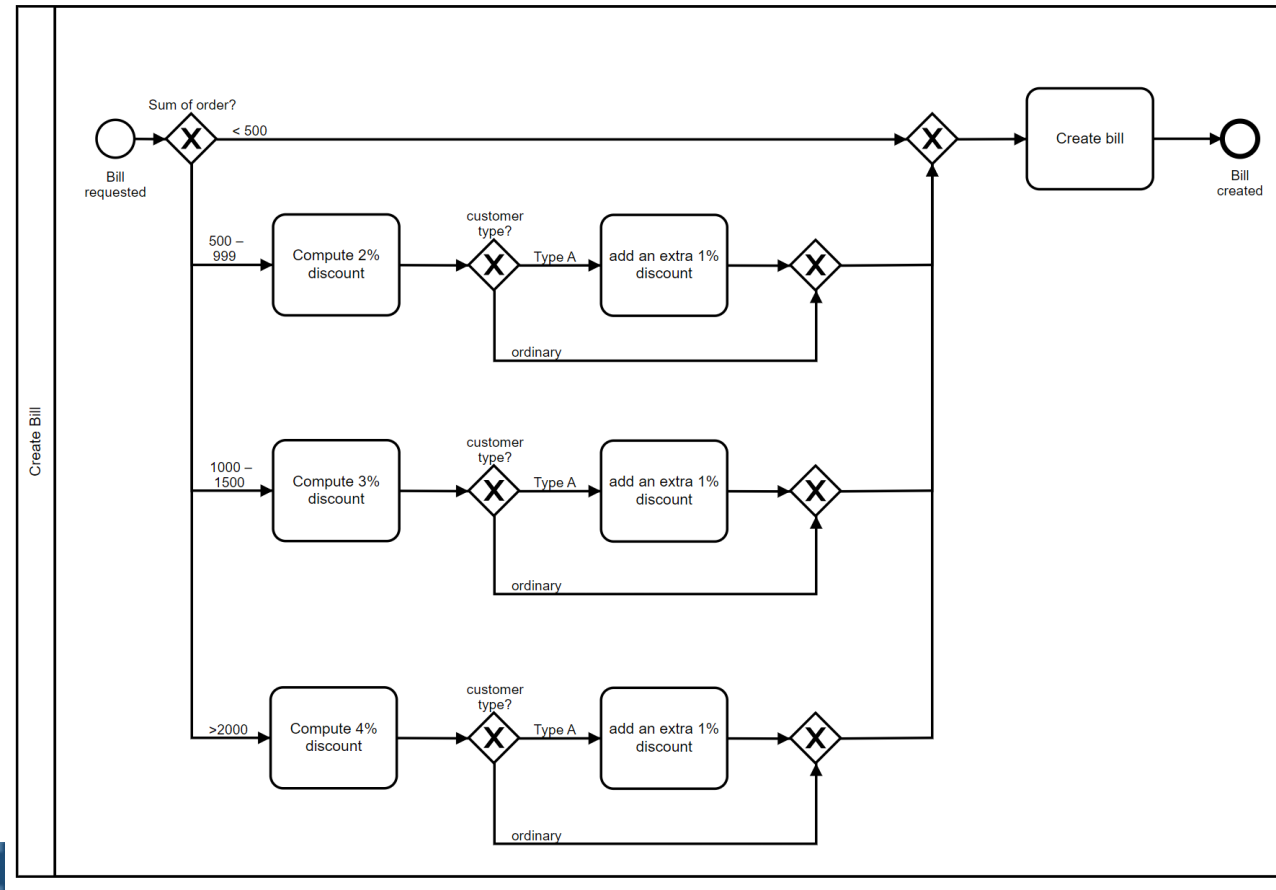 Sum of order?
< 500
Create bill
Bill
requested
Bill
created
customer
type?
500 –
999
Compute 2%
discount
Type A
add an extra 1%
discount
ordinary
Create Bill
customer
type?
1000 –
1500
Compute 3%
discount
Type A
add an extra 1%
discount
ordinary
customer
type?
>2000
Compute 4%
discount
Type A
add an extra 1%
discount
ordinary